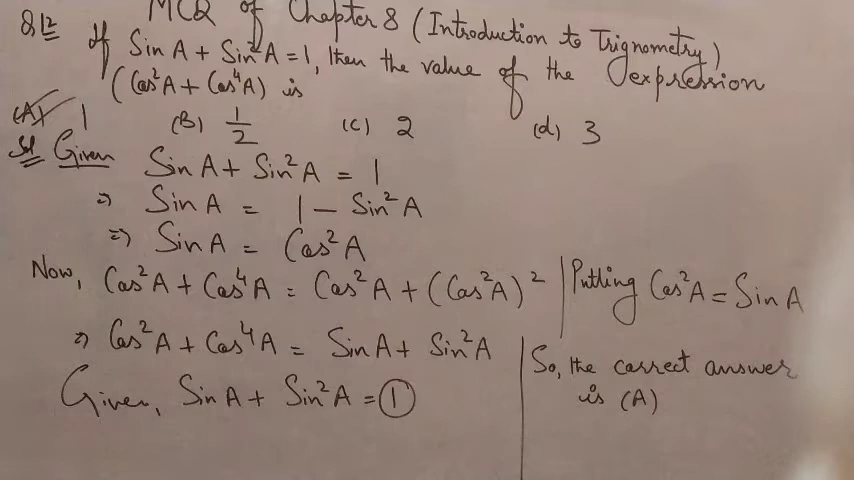 MCQ of Chapter 8 (Introduction to Trignometry)
Q12 If Sin A + Sin²A = 1, then the value of the expression
(Cos²A + Cos⁴A) is
(A) 1 (B) 1/2 (C) 2 (d) 3
Sol Given Sin A + Sin²A = 1
⇒ Sin A = 1 − Sin²A
⇒ Sin A = Cos²A
Now, Cos²A + Cos⁴A = Cos²A + (Cos²A)² | Putting Cos²A = Sin A
⇒ Cos²A + Cos⁴A = Sin A + Sin²A
Given, Sin A + Sin²A = 1
So, the correct answer
is (A)